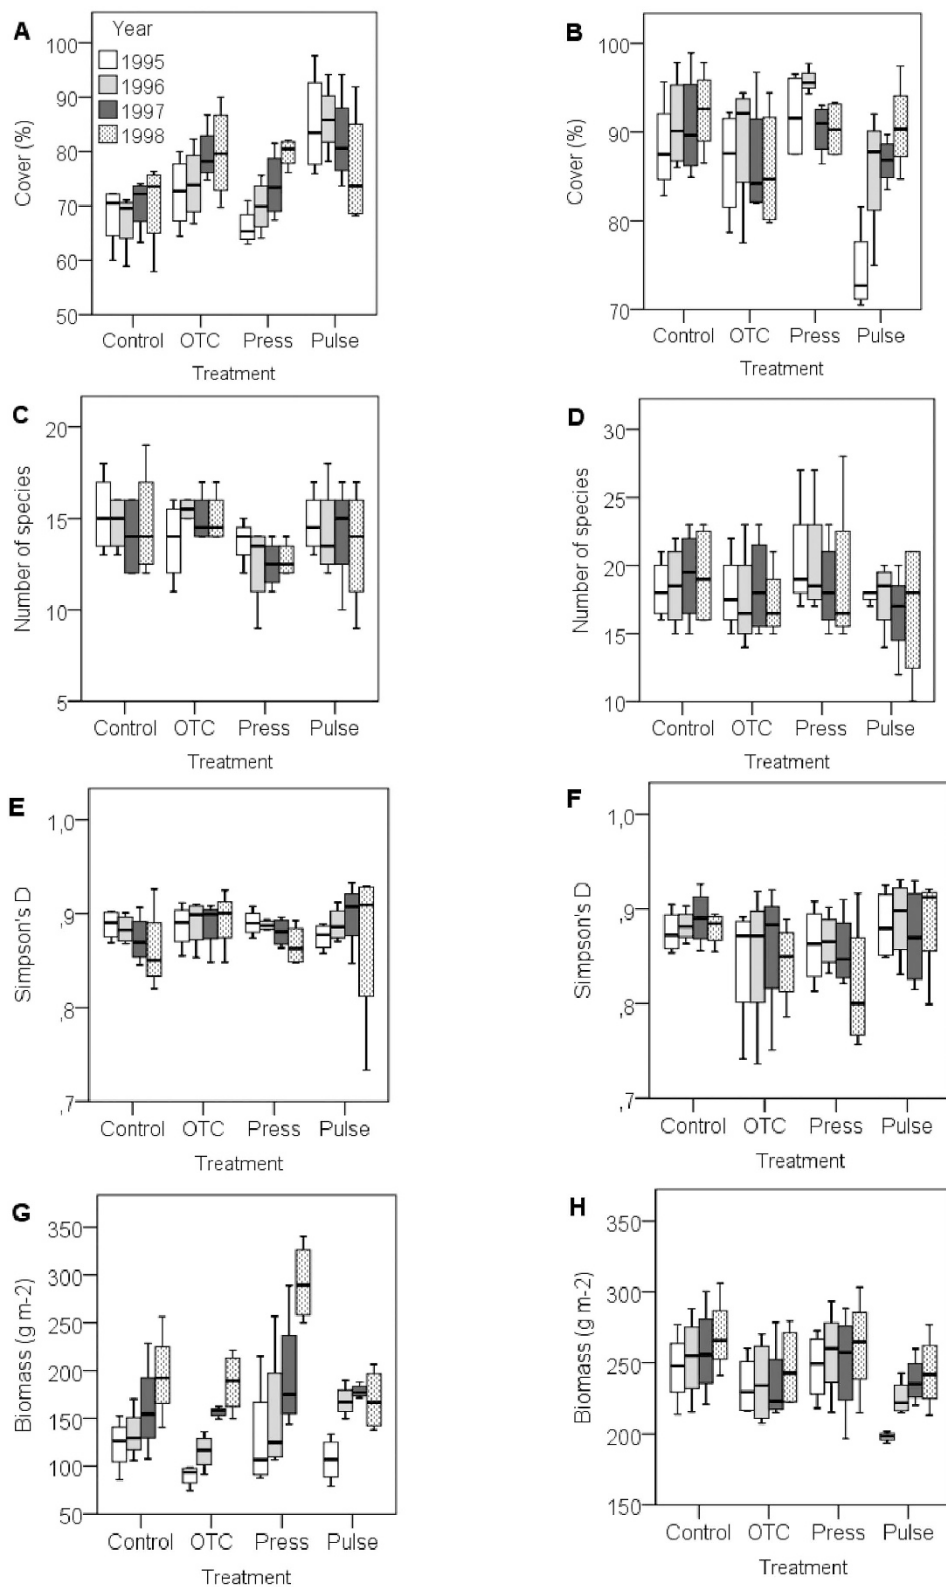 A
Year
1995
1996
1997
1998
100
90
80
70
60
50
Cover (%)
Control OTC Press Pulse
Treatment
B
100
90
80
70
Cover (%)
Control OTC Press Pulse
Treatment
C
20
15
10
5
Number of species
Control OTC Press Pulse
Treatment
D
30
25
20
15
10
Number of species
Control OTC Press Pulse
Treatment
E
1,0
,9
,8
,7
Simpson's D
Control OTC Press Pulse
Treatment
F
1,0
,9
,8
,7
Simpson's D
Control OTC Press Pulse
Treatment
G
350
300
250
200
150
100
50
Biomass (g m-2)
Control OTC Press Pulse
Treatment
H
350
300
250
200
150
Biomass (g m-2)
Control OTC Press Pulse
Treatment